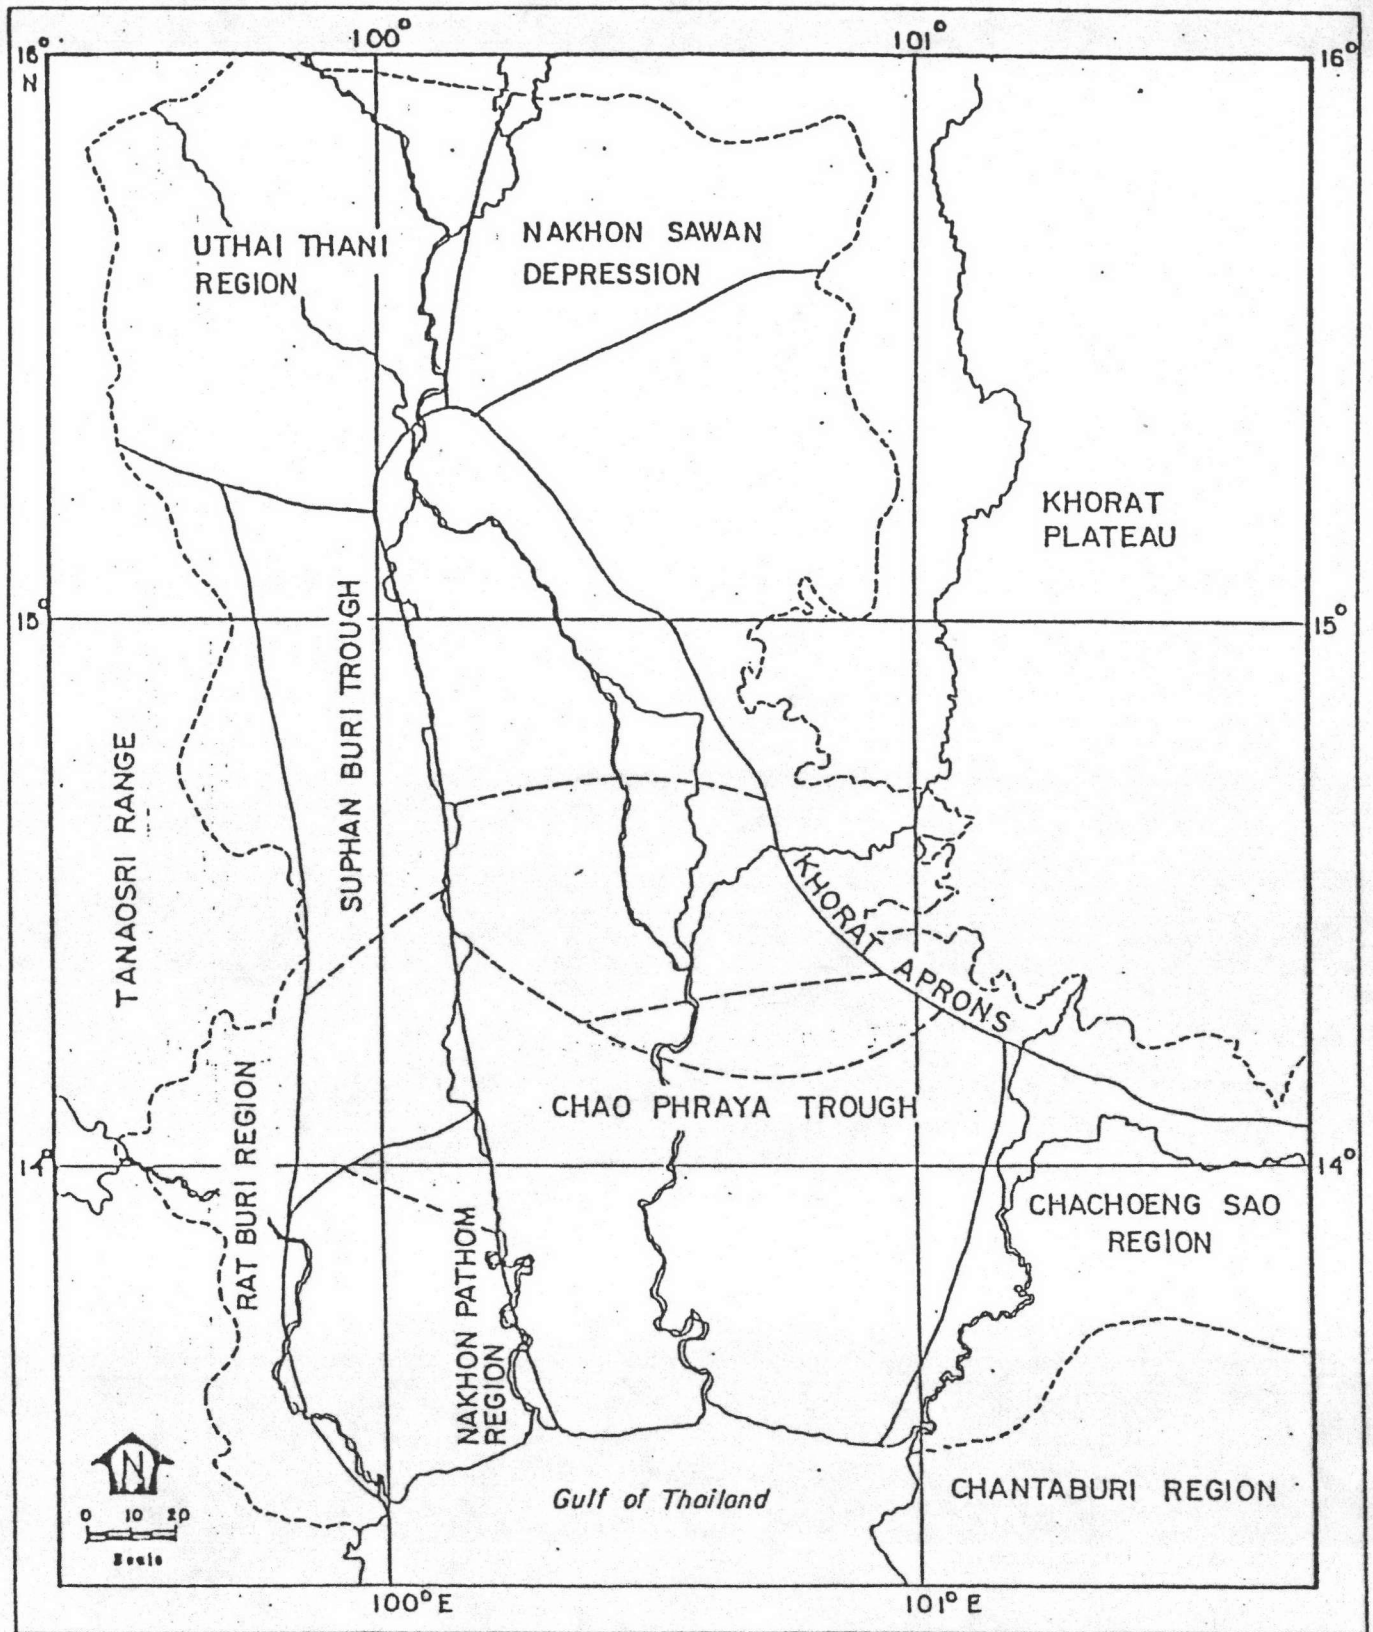 100° 101°
16° 16°
N
UTHAI THANI
REGION
NAKHON SAWAN
DEPRESSION
KHORAT
PLATEAU
15° 15°
SUPHAN BURI TROUGH
TANAOSRI RANGE
KHORAT APRONS
CHAO PHRAYA TROUGH
RAT BURI REGION
14° 14°
CHACHOENG SAO
REGION
NAKHON PATHOM
REGION
N
0 10 20
Scale
Gulf of Thailand
CHANTABURI REGION
100° E 101° E